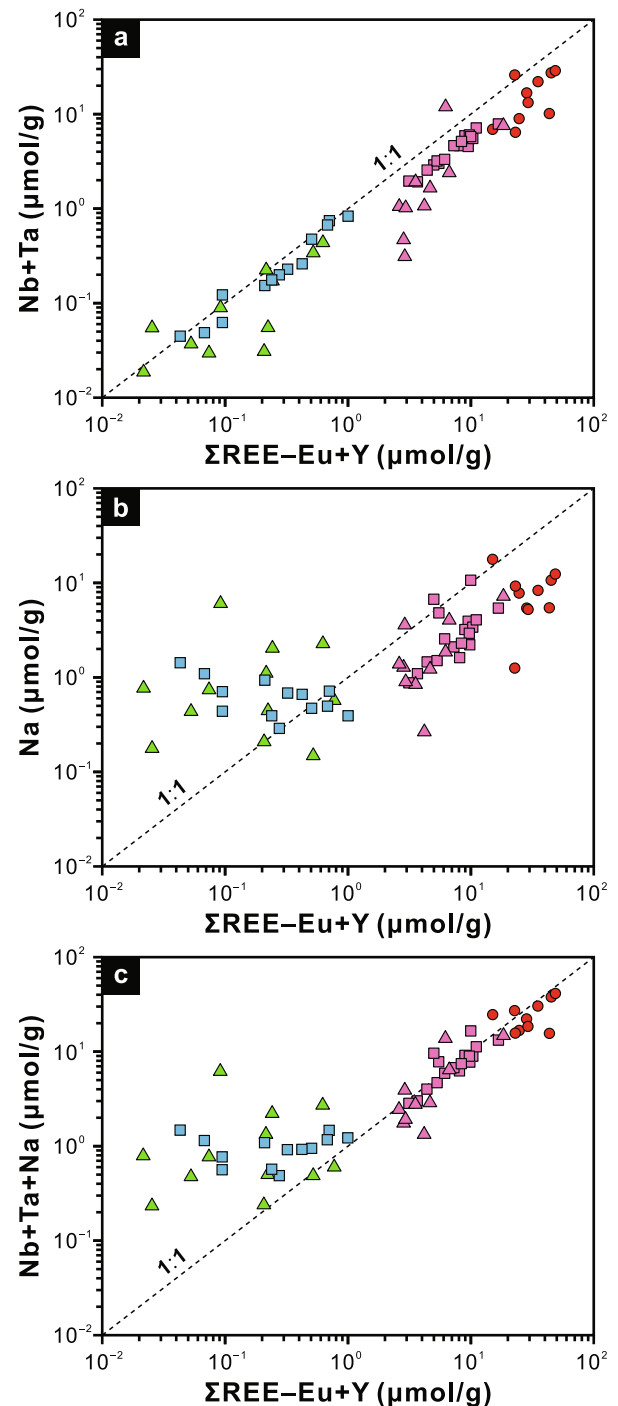 a
10²
10¹
10⁰
10⁻¹
10⁻²
Nb+Ta (µmol/g)
1:1
10⁻² 10⁻¹ 10⁰ 10¹ 10²
ΣREE–Eu+Y (µmol/g)
b
10²
10¹
10⁰
10⁻¹
10⁻²
Na (µmol/g)
1:1
10⁻² 10⁻¹ 10⁰ 10¹ 10²
ΣREE–Eu+Y (µmol/g)
c
10²
10¹
10⁰
10⁻¹
10⁻²
Nb+Ta+Na (µmol/g)
1:1
10⁻² 10⁻¹ 10⁰ 10¹ 10²
ΣREE–Eu+Y (µmol/g)